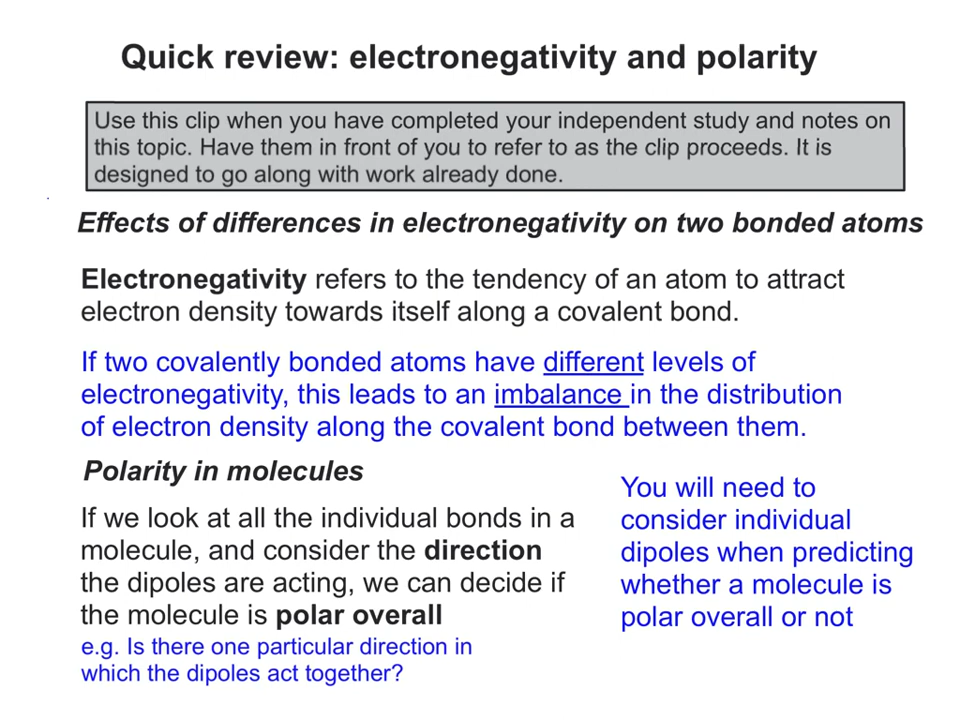 Quick review: electronegativity and polarity
Use this clip when you have completed your independent study and notes on
this topic. Have them in front of you to refer to as the clip proceeds. It is
designed to go along with work already done.
Effects of differences in electronegativity on two bonded atoms
Electronegativity refers to the tendency of an atom to attract
electron density towards itself along a covalent bond.
If two covalently bonded atoms have different levels of
electronegativity, this leads to an imbalance in the distribution
of electron density along the covalent bond between them.
Polarity in molecules
If we look at all the individual bonds in a
molecule, and consider the direction
the dipoles are acting, we can decide if
the molecule is polar overall
e.g. Is there one particular direction in
which the dipoles act together?
You will need to
consider individual
dipoles when predicting
whether a molecule is
polar overall or not